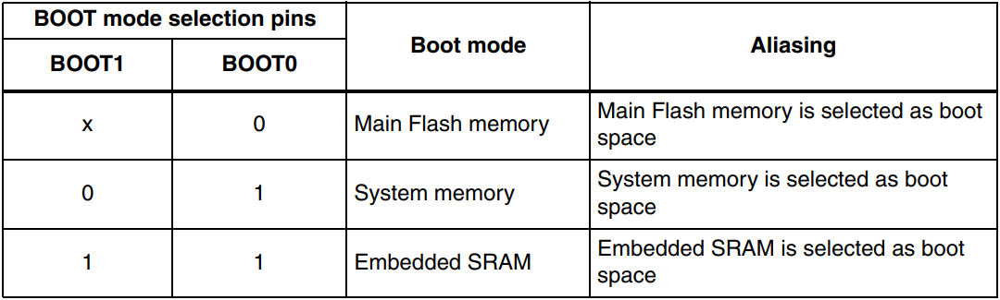 BOOT mode selection pins
Boot mode
Aliasing
BOOT1
BOOT0
x
0
Main Flash memory
Main Flash memory is selected as boot
space
0
1
System memory
System memory is selected as boot
space
1
1
Embedded SRAM
Embedded SRAM is selected as boot
space